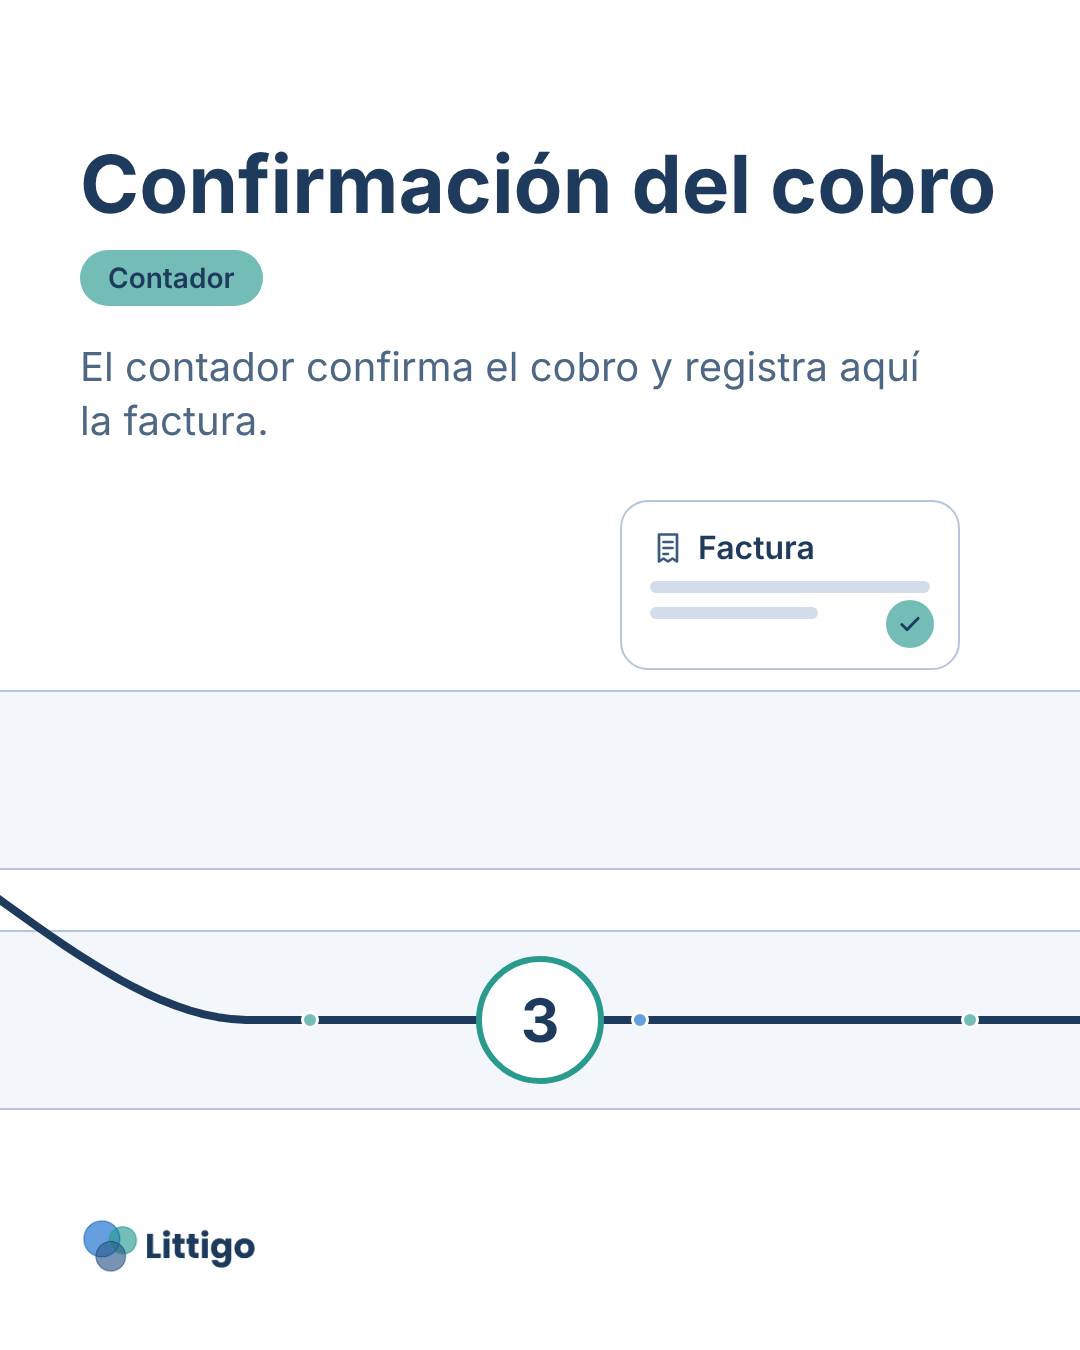 Confirmación del cobro
Contador
El contador confirma el cobro y registra aquí
la factura.
Factura
3
Littigo